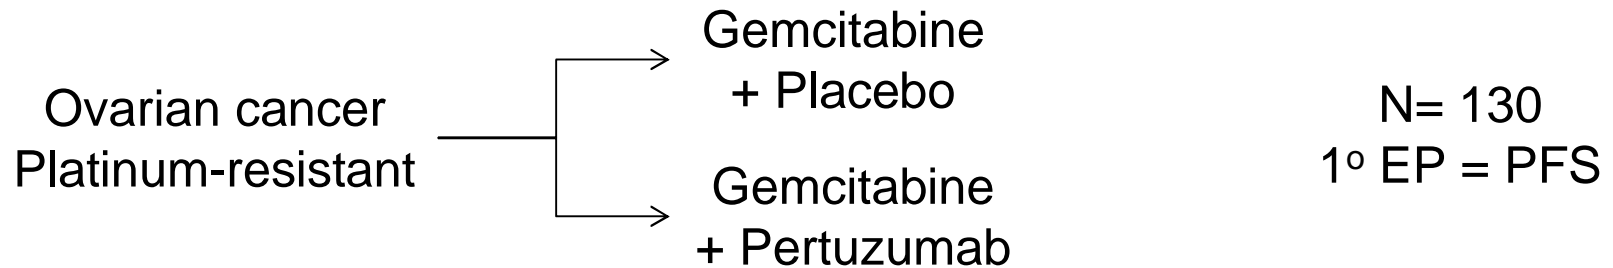 Ovarian cancer
Platinum-resistant
Gemcitabine
+ Placebo
Gemcitabine
+ Pertuzumab
N= 130
1º EP = PFS